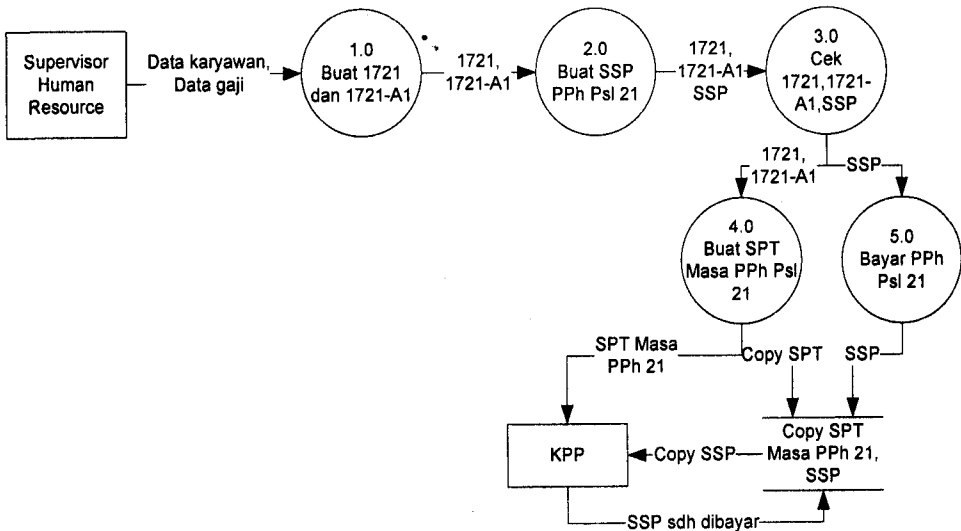 Supervisor
Human
Resource
Data karyawan,
Data gaji
1.0
Buat 1721
dan 1721-A1
1721,
1721-A1
2.0
Buat SSP
PPh Psl 21
1721,
1721-A1
SSP
3.0
Cek
1721,1721-
A1,SSP
1721,
1721-A1
SSP
4.0
Buat SPT
Masa PPh Psl
21
5.0
Bayar PPh
Psl 21
SPT Masa
PPh 21
Copy SPT
SSP
KPP
Copy SSP
Copy SPT
Masa PPh 21,
SSP
SSP sdh dibayar